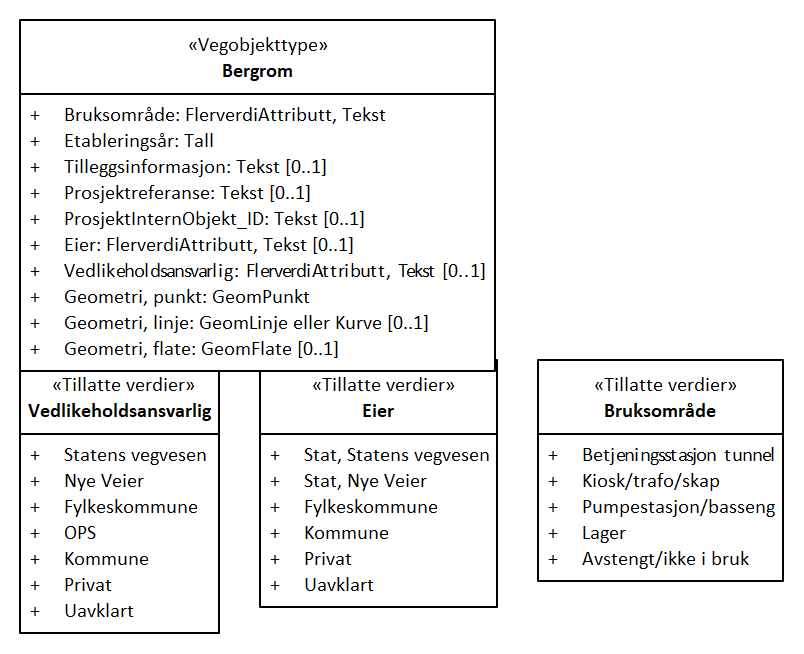 «Vegobjekttype»
Bergrom
+ Bruksområde: FlerverdiAttributt, Tekst
+ Etableringsår: Tall
+ Tilleggsinformasjon: Tekst [0..1]
+ Prosjektreferanse: Tekst [0..1]
+ ProsjektInternObjekt_ID: Tekst [0..1]
+ Eier: FlerverdiAttributt, Tekst [0..1]
+ Vedlikeholdsansvarlig: FlerverdiAttributt, Tekst [0..1]
+ Geometri, punkt: GeomPunkt
+ Geometri, linje: GeomLinje eller Kurve [0..1]
+ Geometri, flate: GeomFlate [0..1]
«Tillatte verdier»
Vedlikeholdsansvarlig
+ Statens vegvesen
+ Nye Veier
+ Fylkeskommune
+ OPS
+ Kommune
+ Privat
+ Uavklart
«Tillatte verdier»
Eier
+ Stat, Statens vegvesen
+ Stat, Nye Veier
+ Fylkeskommune
+ Kommune
+ Privat
+ Uavklart
«Tillatte verdier»
Bruksområde
+ Betjeningsstasjon tunnel
+ Kiosk/trafo/skap
+ Pumpestasjon/basseng
+ Lager
+ Avstengt/ikke i bruk